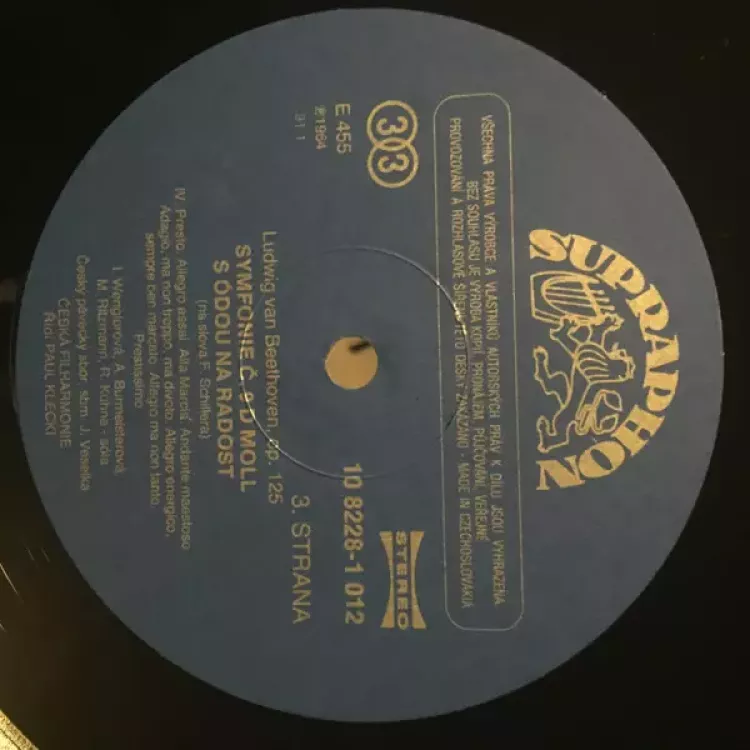 SUPRAPHON
VŠECHNA PRÁVA VÝROBCE A VLASTNÍKŮ AUTORSKÝCH PRÁV K DÍLU JSOU VYHRAZENA
BEZ SOUHLASU JE VÝROBA KOPIÍ, PRONÁJEM, PŮJČOVÁNÍ, VEŘEJNÉ
PROVOZOVÁNÍ A ROZHLASOVÉ ŠÍŘENÍ TÉTO DESKY ZAKÁZÁNO - MADE IN CZECHOSLOVAKIA
33
STEREO
E 455
10 8228-1 012
℗1964
91 1
3. STRANA
Ludwig van Beethoven, op. 125
SYMFONIE Č. 9 D MOLL
S ÓDOU NA RADOST
(na slova F. Schillera)
IV. Presto. Allegro assai. Alla Marcia. Andante maestoso
Adagio, ma non troppo, ma divoto. Allegro energico,
sempre ben marcato. Allegro ma non tanto.
Prestissimo
I. Wenglorová, A. Burmeisterová,
M. Ritzmann, R. Kühne - sóla
Český pěvecký sbor, sbm. J. Veselka
ČESKÁ FILHARMONIE
Řídí PAUL KLECKI